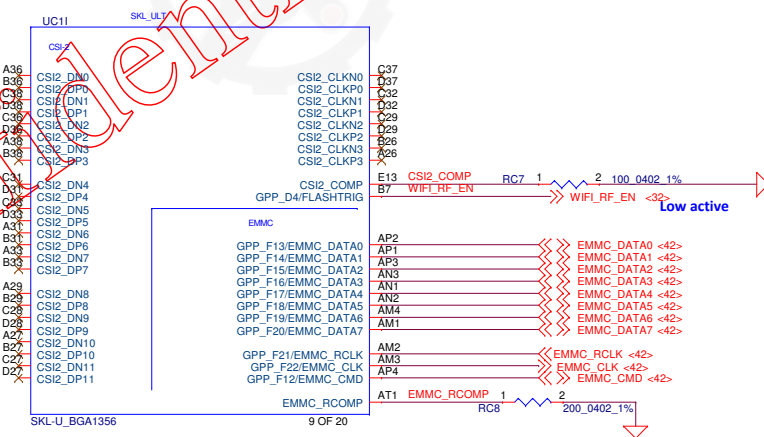 UC1I SKL_ULT
CSI-2
A36 CSI2_DN0 CSI2_CLKN0 C37
B36 CSI2_DP0 CSI2_CLKP0 D37
C38 CSI2_DN1 CSI2_CLKN1 C32
D38 CSI2_DP1 CSI2_CLKP1 D32
C36 CSI2_DN2 CSI2_CLKN2 C29
D36 CSI2_DP2 CSI2_CLKP2 D29
A38 CSI2_DN3 CSI2_CLKN3 B26
B38 CSI2_DP3 CSI2_CLKP3 A26
C31 CSI2_DN4 CSI2_COMP E13 CSI2_COMP RC7 1 2 100_0402_1%
D31 CSI2_DP4 GPP_D4/FLASHTRIG B7 WIFI_RF_EN WIFI_RF_EN <32>
C33 CSI2_DN5 Low active
D33 CSI2_DP5
A31 CSI2_DN6 EMMC
B31 CSI2_DP6 GPP_F13/EMMC_DATA0 AP2 EMMC_DATA0 <42>
A33 CSI2_DN7 GPP_F14/EMMC_DATA1 AP1 EMMC_DATA1 <42>
B33 CSI2_DP7 GPP_F15/EMMC_DATA2 AP3 EMMC_DATA2 <42>
GPP_F16/EMMC_DATA3 AN3 EMMC_DATA3 <42>
A29 CSI2_DN8 GPP_F17/EMMC_DATA4 AN1 EMMC_DATA4 <42>
B29 CSI2_DP8 GPP_F18/EMMC_DATA5 AN2 EMMC_DATA5 <42>
C28 CSI2_DN9 GPP_F19/EMMC_DATA6 AM4 EMMC_DATA6 <42>
D28 CSI2_DP9 GPP_F20/EMMC_DATA7 AM1 EMMC_DATA7 <42>
A27 CSI2_DN10
B27 CSI2_DP10 GPP_F21/EMMC_RCLK AM2 EMMC_RCLK <42>
C27 CSI2_DN11 GPP_F22/EMMC_CLK AM3 EMMC_CLK <42>
D27 CSI2_DP11 GPP_F12/EMMC_CMD AP4 EMMC_CMD <42>
EMMC_RCOMP AT1 EMMC_RCOMP 1 2
RC8 200_0402_1%
SKL-U_BGA1356 9 OF 20